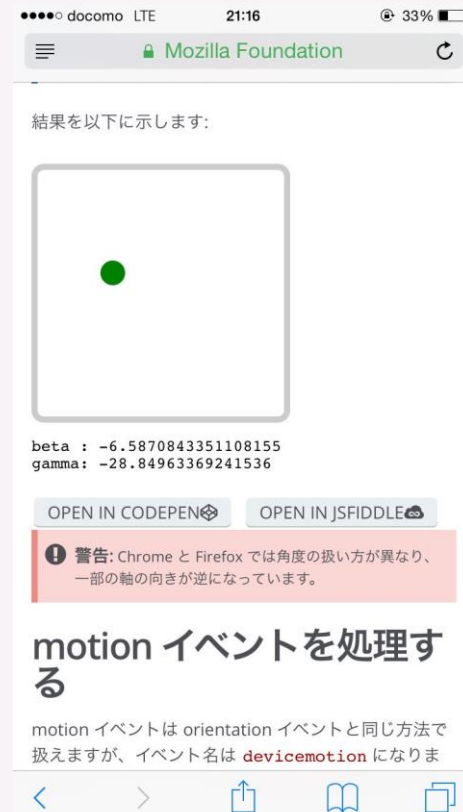 docomo LTE 21:16 33%
Mozilla Foundation
結果を以下に示します:
beta : -6.5870843351108155
gamma: -28.84963369241536
OPEN IN CODEPEN OPEN IN JSFIDDLE
警告: Chrome と Firefox では角度の扱い方が異なり、
一部の軸の向きが逆になっています。
motion イベントを処理す
る
motion イベントは orientation イベントと同じ方法で
扱えますが、イベント名は devicemotion になりま